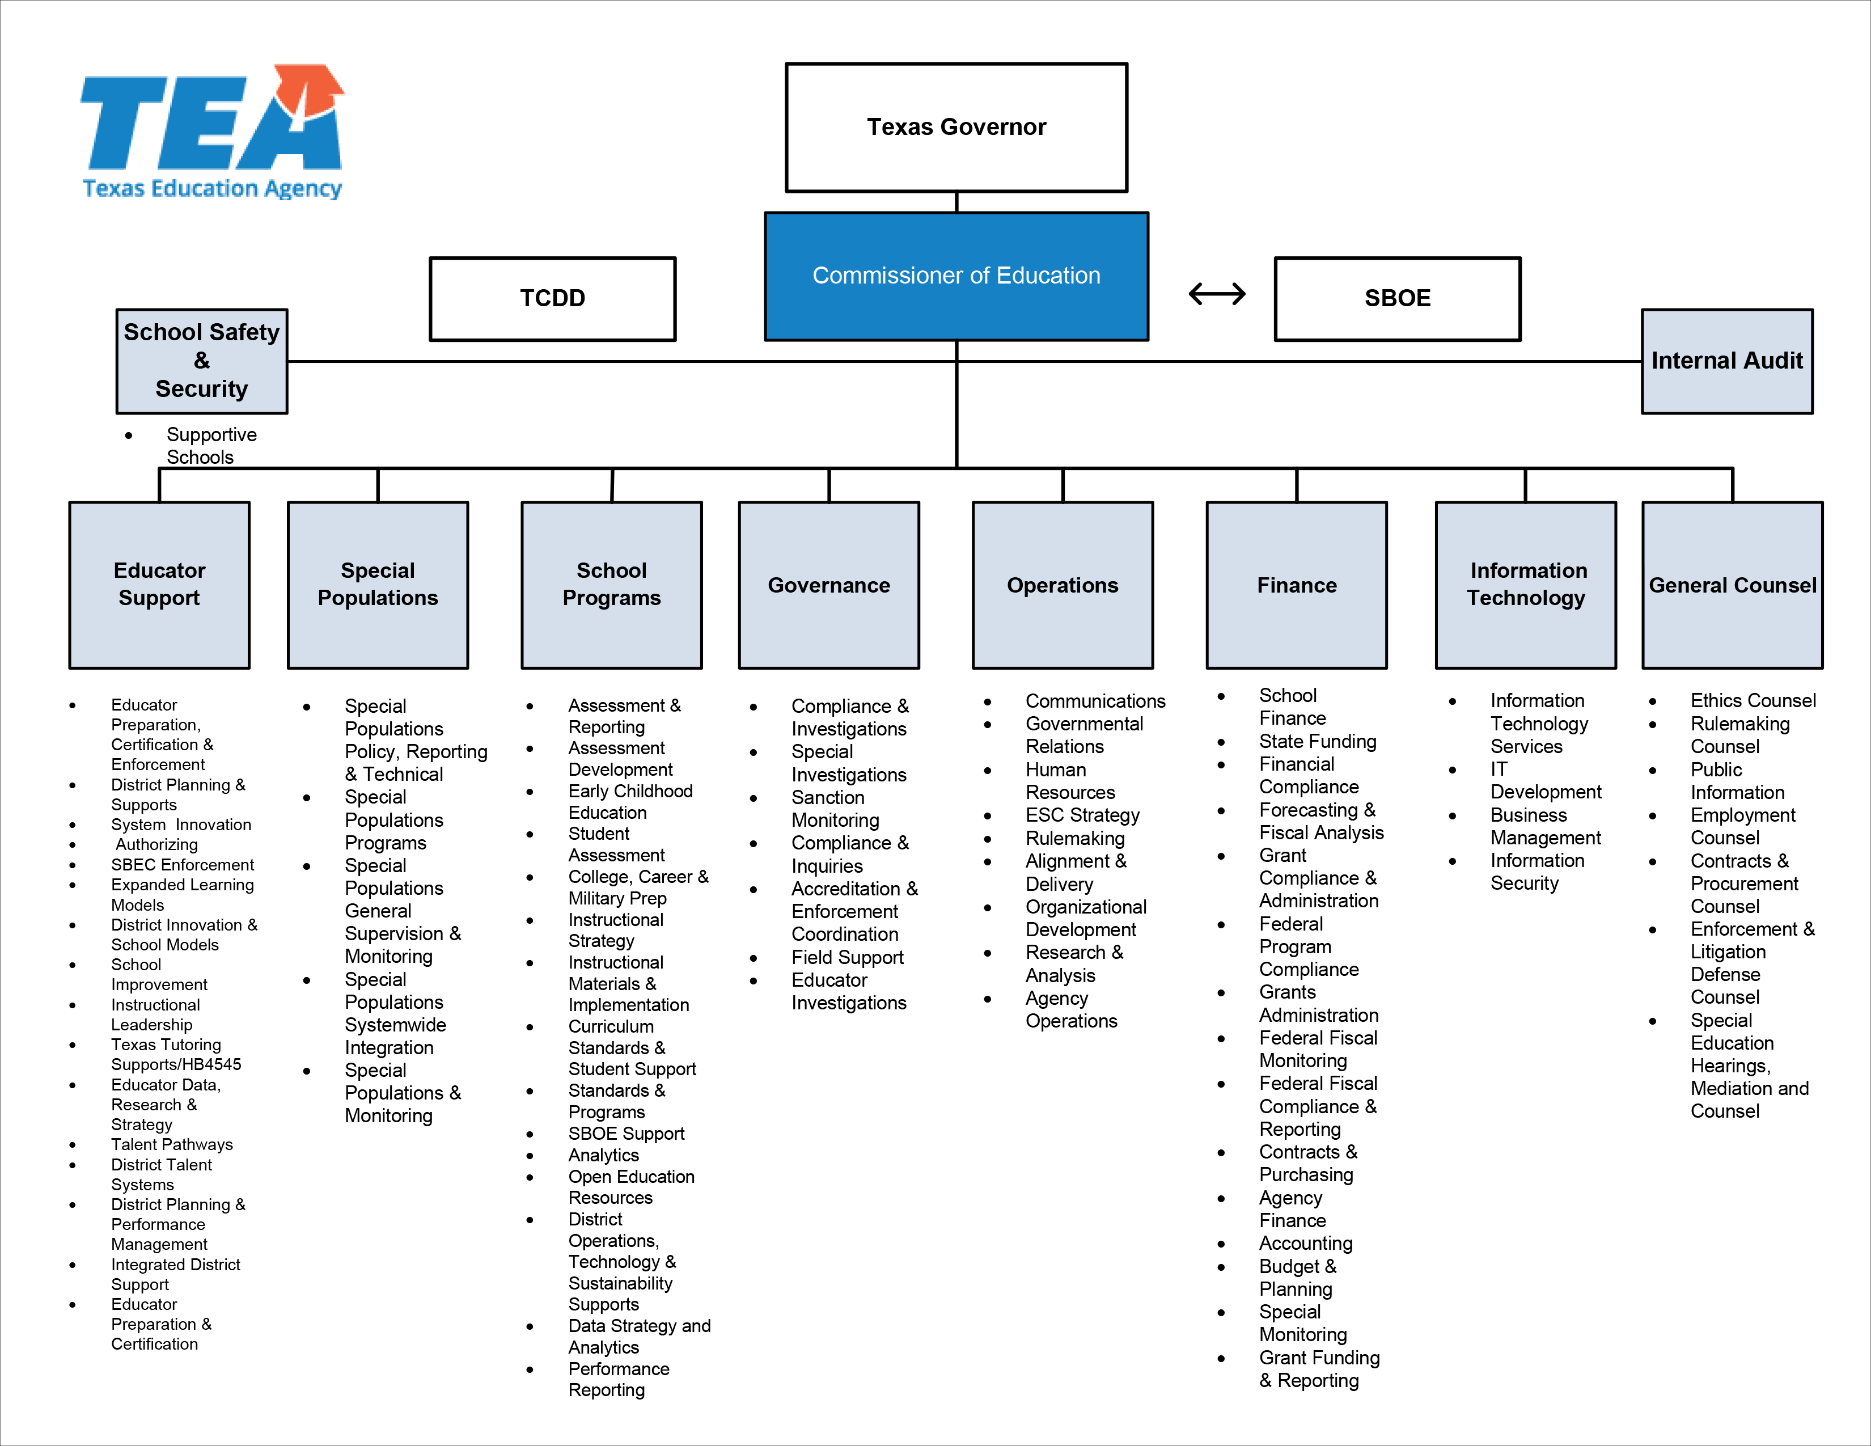 TEA
Texas Education Agency
Texas Governor
Commissioner of Education
TCDD
SBOE
School Safety
&
Security
Internal Audit
• Supportive
Schools
Educator
Support
Special
Populations
School
Programs
Governance
Operations
Finance
Information
Technology
General Counsel
• Educator
Preparation,
Certification &
Enforcement
• District Planning &
Supports
• System  Innovation
• Authorizing
• SBEC Enforcement
• Expanded Learning
Models
• District Innovation &
School Models
• School
Improvement
• Instructional
Leadership
• Texas Tutoring
Supports/HB4545
• Educator Data,
Research &
Strategy
• Talent Pathways
• District Talent
Systems
• District Planning &
Performance
Management
• Integrated District
Support
• Educator
Preparation &
Certification
• Special
Populations
Policy, Reporting
& Technical
• Special
Populations
Programs
• Special
Populations
General
Supervision &
Monitoring
• Special
Populations
Systemwide
Integration
• Special
Populations &
Monitoring
• Assessment &
Reporting
• Assessment
Development
• Early Childhood
Education
• Student
Assessment
• College, Career &
Military Prep
• Instructional
Strategy
• Instructional
Materials &
Implementation
• Curriculum
Standards &
Student Support
• Standards &
Programs
• SBOE Support
• Analytics
• Open Education
Resources
• District
Operations,
Technology &
Sustainability
Supports
• Data Strategy and
Analytics
• Performance
Reporting
• Compliance &
Investigations
• Special
Investigations
• Sanction
Monitoring
• Compliance &
Inquiries
• Accreditation &
Enforcement
Coordination
• Field Support
• Educator
Investigations
• Communications
• Governmental
Relations
• Human
Resources
• ESC Strategy
• Rulemaking
• Alignment &
Delivery
• Organizational
Development
• Research &
Analysis
• Agency
Operations
• School
Finance
• State Funding
• Financial
Compliance
• Forecasting &
Fiscal Analysis
• Grant
Compliance &
Administration
• Federal
Program
Compliance
• Grants
Administration
• Federal Fiscal
Monitoring
• Federal Fiscal
Compliance &
Reporting
• Contracts &
Purchasing
• Agency
Finance
• Accounting
• Budget &
Planning
• Special
Monitoring
• Grant Funding
& Reporting
• Information
Technology
Services
• IT
Development
• Business
Management
• Information
Security
• Ethics Counsel
• Rulemaking
Counsel
• Public
Information
• Employment
Counsel
• Contracts &
Procurement
Counsel
• Enforcement &
Litigation
Defense
Counsel
• Special
Education
Hearings,
Mediation and
Counsel